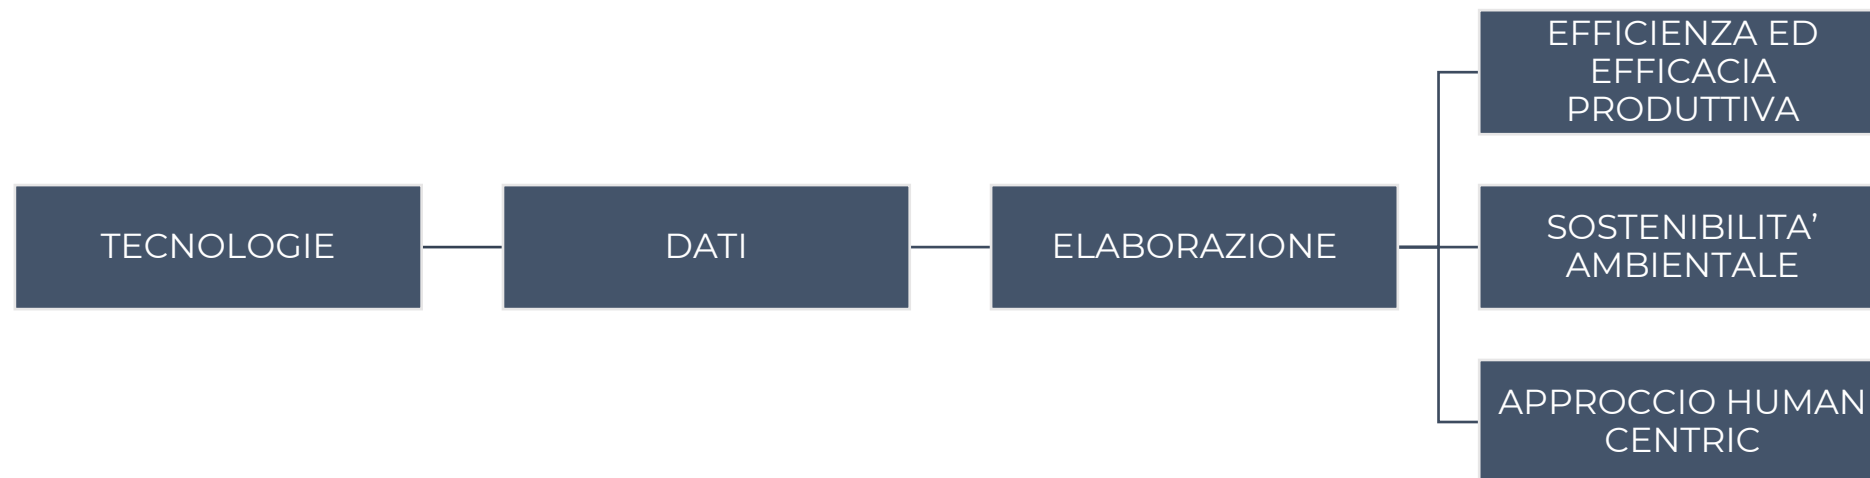 TECNOLOGIE
DATI
ELABORAZIONE
EFFICIENZA ED
EFFICACIA
PRODUTTIVA
SOSTENIBILITA’
AMBIENTALE
APPROCCIO HUMAN
CENTRIC